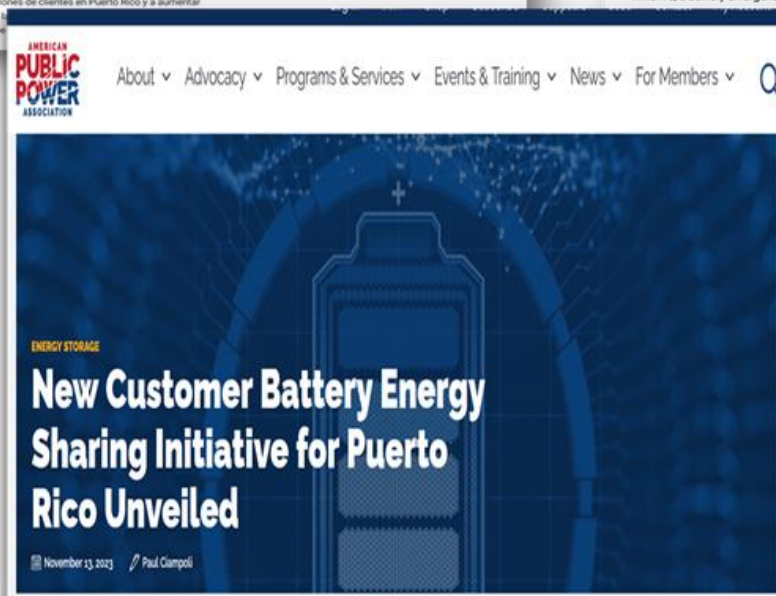 ones de clientes en Puerto Rico y a aumentar
AMERICAN
PUBLIC
POWER
ASSOCIATION
About Advocacy Programs & Services Events & Training News For Members
ENERGY STORAGE
New Customer Battery Energy
Sharing Initiative for Puerto
Rico Unveiled
November 13, 2023 Paul Ciampoli